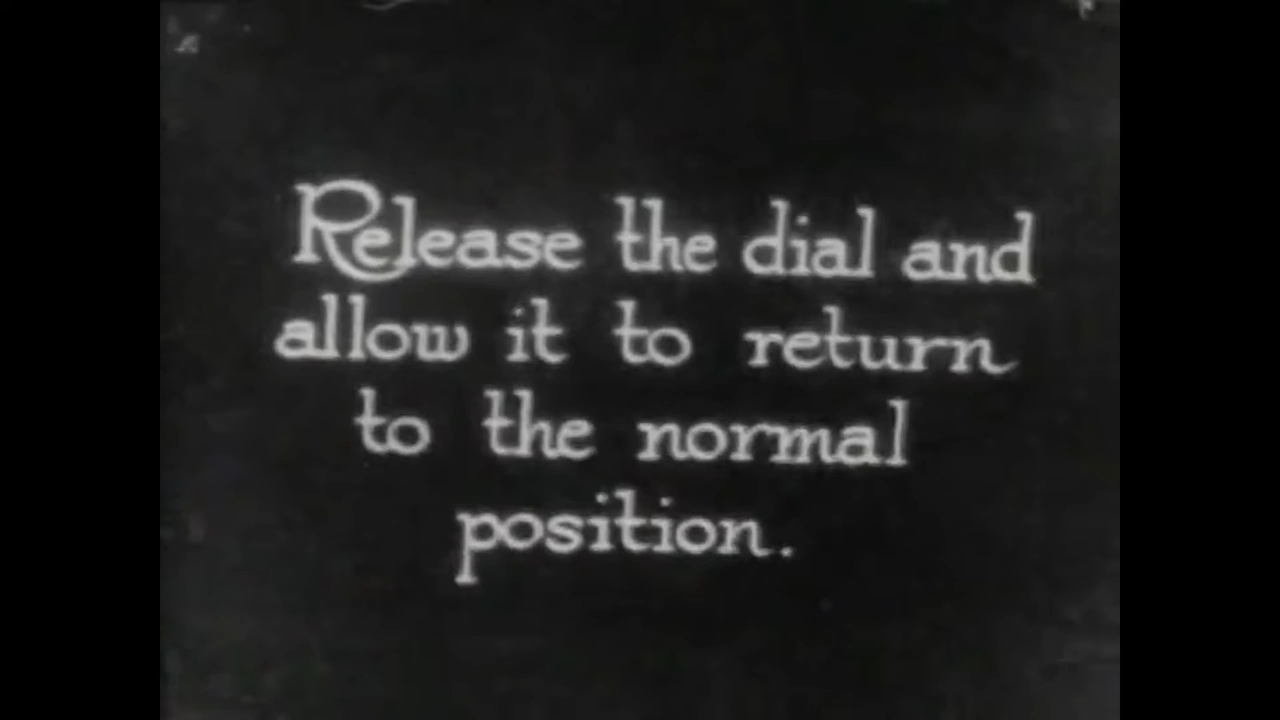 Release the dial and
allow it to return
to the normal
position.